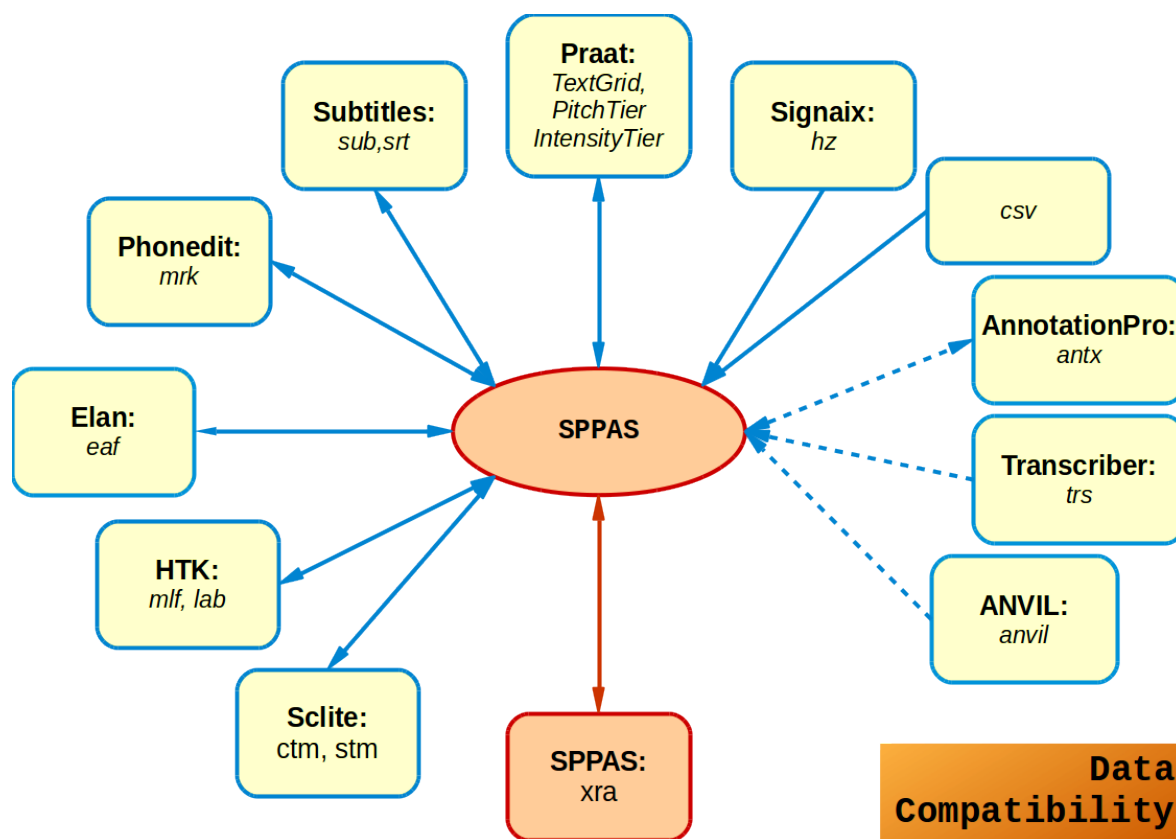 Praat:
TextGrid,
PitchTier
IntensityTier
Subtitles:
sub,srt
Signaix:
hz
csv
Phonedit:
mrk
AnnotationPro:
antx
Elan:
eaf
SPPAS
Transcriber:
trs
HTK:
mlf, lab
ANVIL:
anvil
Sclite:
ctm, stm
SPPAS:
xra
Data
Compatibility